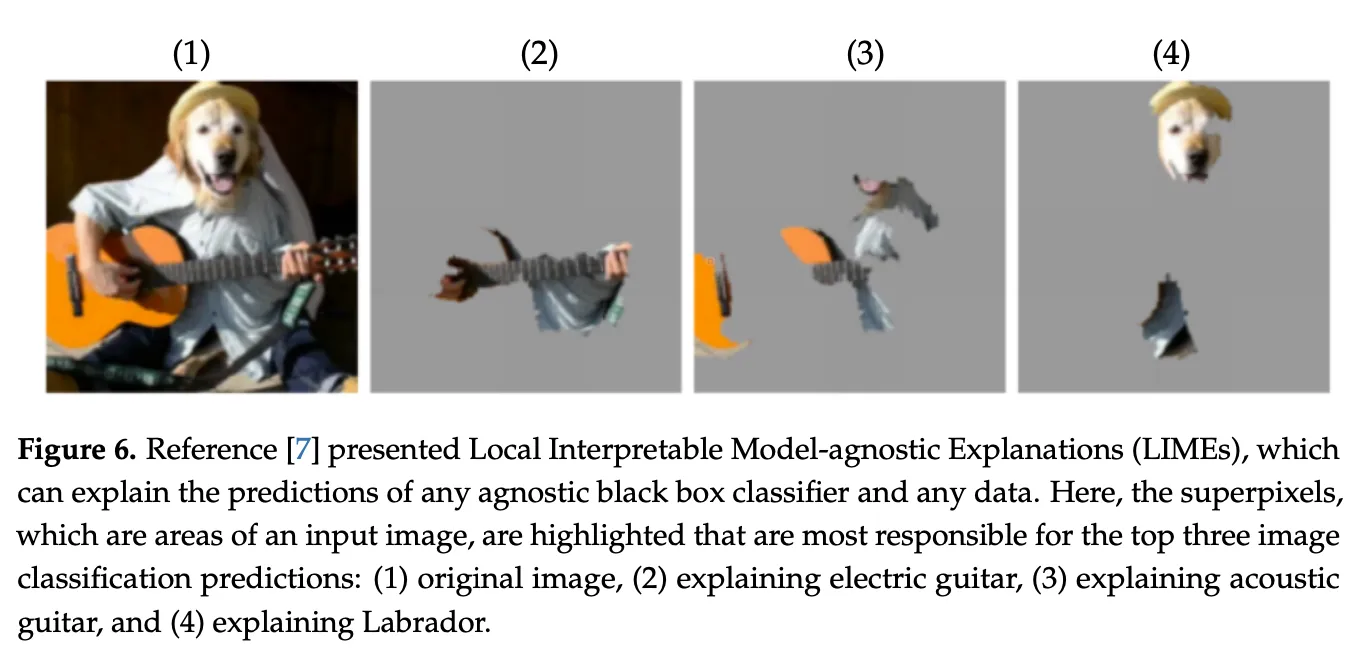 (1) (2) (3) (4)
Figure 6. Reference [7] presented Local Interpretable Model-agnostic Explanations (LIMEs), which
can explain the predictions of any agnostic black box classifier and any data. Here, the superpixels,
which are areas of an input image, are highlighted that are most responsible for the top three image
classification predictions: (1) original image, (2) explaining electric guitar, (3) explaining acoustic
guitar, and (4) explaining Labrador.